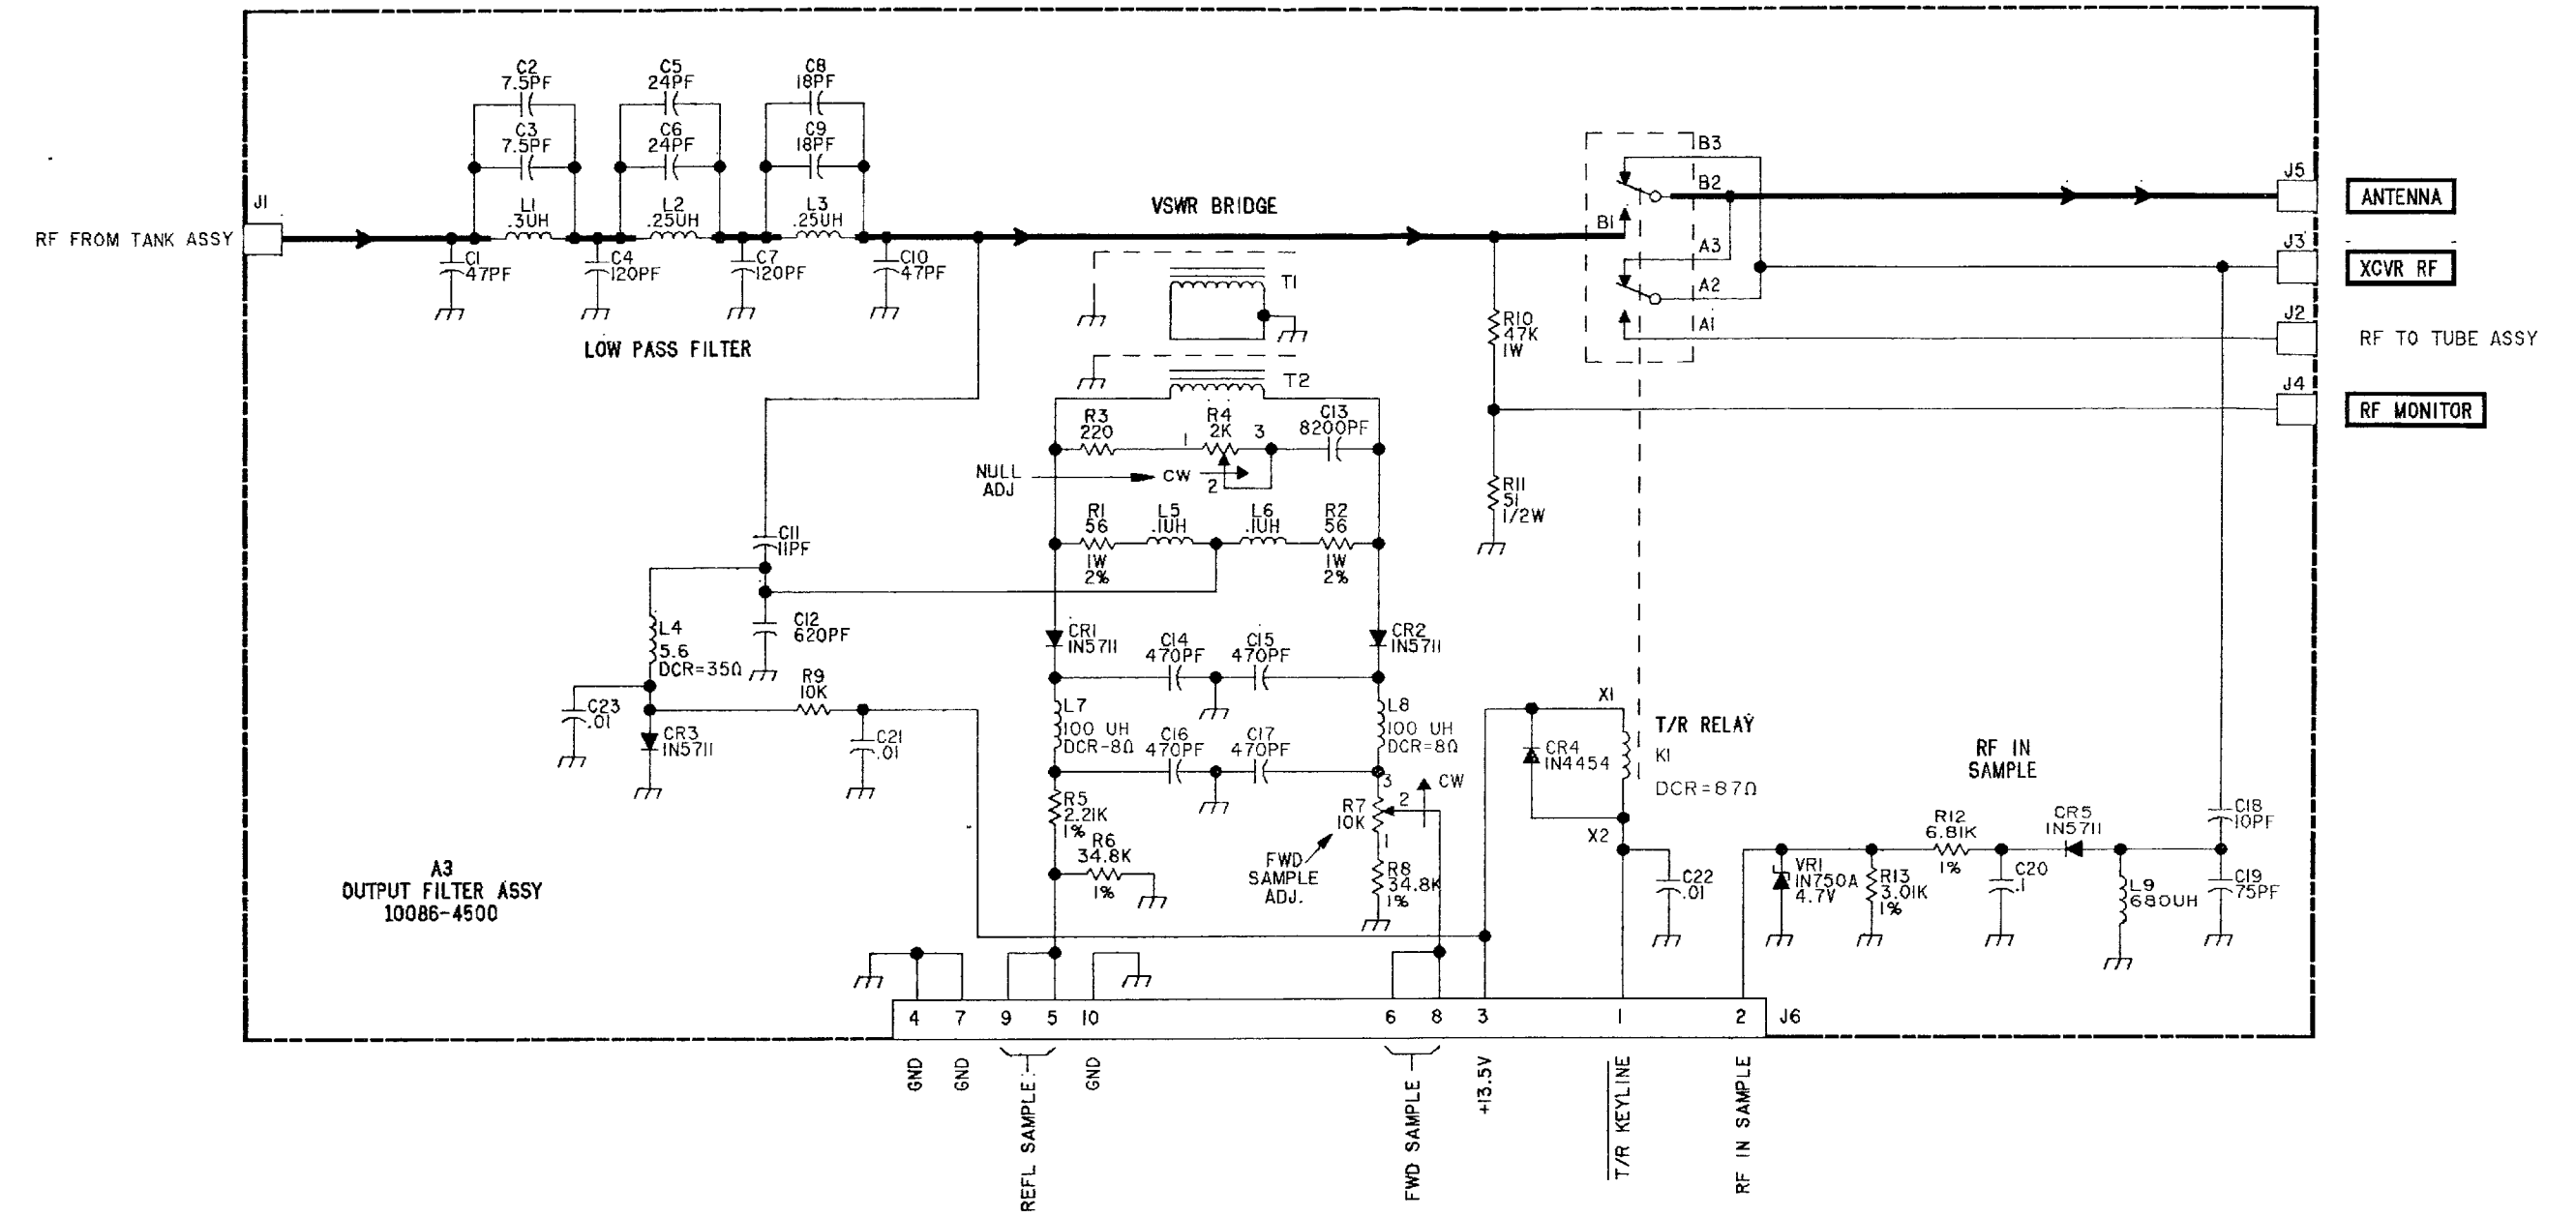 C2
7.5PF
C3
7.5PF
L1
.3UH
C5
24PF
C6
24PF
L2
.25UH
C8
18PF
C9
18PF
L3
.25UH
J1
RF FROM TANK ASSY
C1
47PF
C4
120PF
C7
120PF
C10
47PF
LOW PASS FILTER
VSWR BRIDGE
T1
T2
B3
B2
B1
A3
A2
A1
J5
ANTENNA
J3
XCVR RF
J2
RF TO TUBE ASSY
J4
RF MONITOR
R10
47K
1W
R11
51
1/2W
R3
220
1
R4
2K
3
C13
8200PF
NULL
ADJ
CW
2
R1
56
1W
2%
L5
.1UH
L6
.1UH
R2
56
1W
2%
C11
11PF
C12
620PF
L4
5.6
DCR=35Ω
C23
.01
CR3
1N5711
R9
10K
C21
.01
CR1
1N5711
C14
470PF
C15
470PF
CR2
1N5711
L7
100 UH
DCR-8Ω
C16
470PF
C17
470PF
L8
100 UH
DCR=8Ω
R5
2.21K
1%
R6
34.8K
1%
3
R7
10K
2
CW
1
FWD
SAMPLE
ADJ.
R8
34.8K
1%
X1
CR4
1N4454
T/R RELAY
K1
DCR=87Ω
X2
C22
.01
RF IN
SAMPLE
VR1
1N750A
4.7V
R13
3.01K
1%
R12
6.81K
1%
C20
.1
CR5
1N5711
L9
680UH
C18
10PF
C19
75PF
A3
OUTPUT FILTER ASSY
10086-4500
4
7
9
5
10
6
8
3
1
2
J6
GND
GND
REFL SAMPLE
GND
FWD SAMPLE
+13.5V
T/R KEYLINE
RF IN SAMPLE